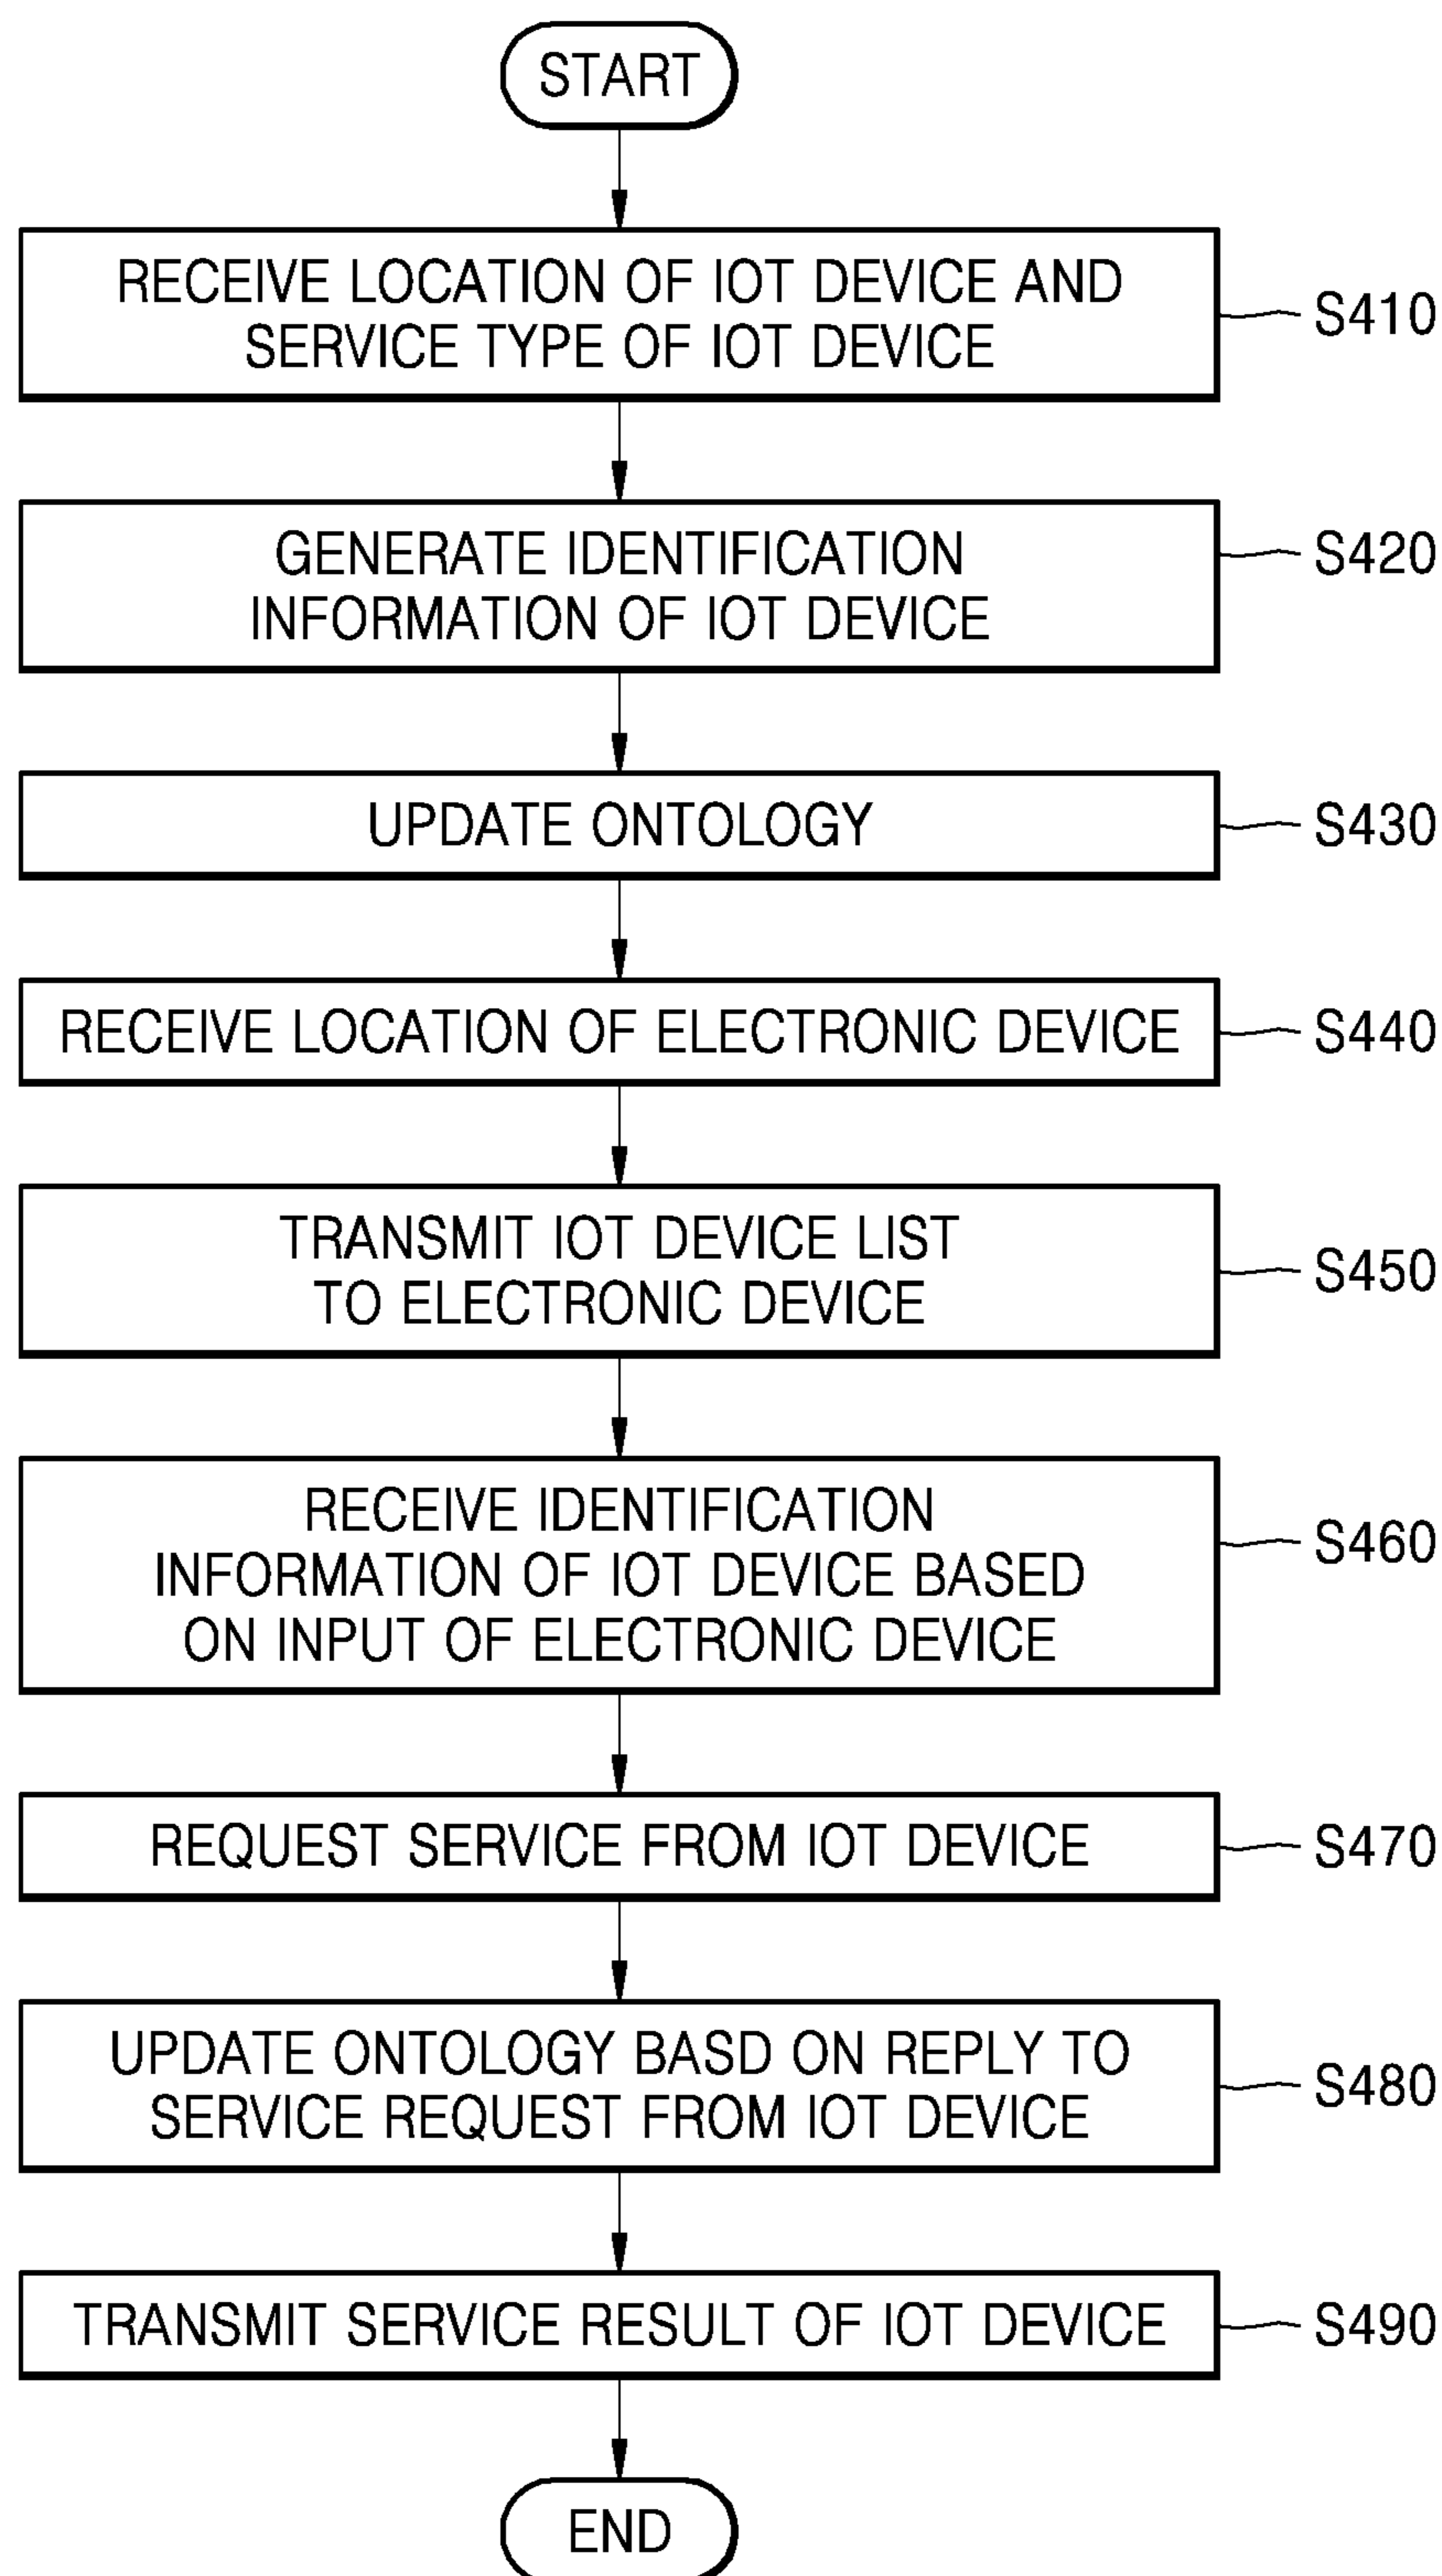 START
RECEIVE LOCATION OF IOT DEVICE AND
SERVICE TYPE OF IOT DEVICE
S410
GENERATE IDENTIFICATION
INFORMATION OF IOT DEVICE
S420
UPDATE ONTOLOGY
S430
RECEIVE LOCATION OF ELECTRONIC DEVICE
S440
TRANSMIT IOT DEVICE LIST
TO ELECTRONIC DEVICE
S450
RECEIVE IDENTIFICATION
INFORMATION OF IOT DEVICE BASED
ON INPUT OF ELECTRONIC DEVICE
S460
REQUEST SERVICE FROM IOT DEVICE
S470
UPDATE ONTOLOGY BASD ON REPLY TO
SERVICE REQUEST FROM IOT DEVICE
S480
TRANSMIT SERVICE RESULT OF IOT DEVICE
S490
END